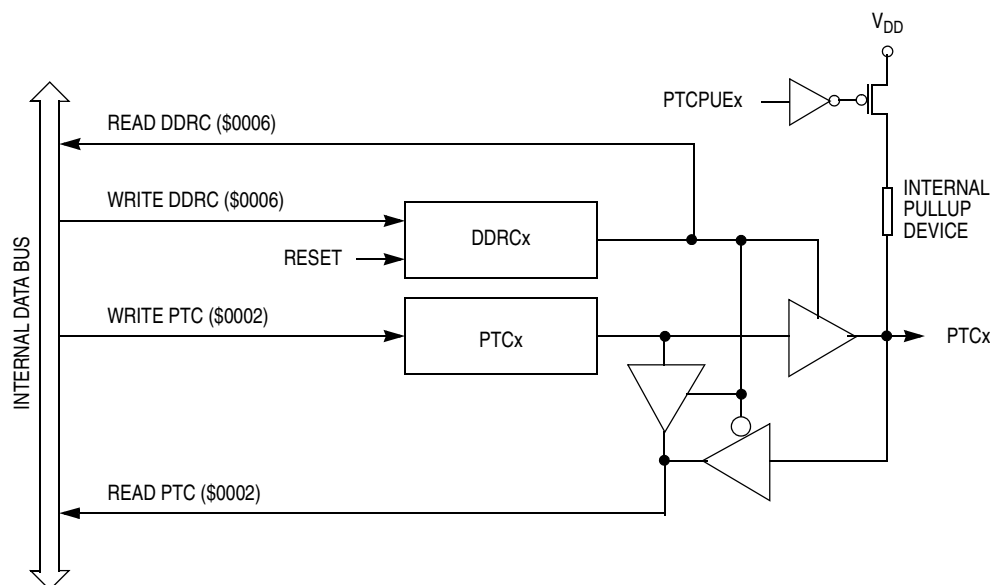 V_DD
PTCPUEx
READ DDRC ($0006)
WRITE DDRC ($0006)
INTERNAL
PULLUP
DEVICE
DDRCx
RESET
WRITE PTC ($0002)
PTCx
PTCx
INTERNAL DATA BUS
READ PTC ($0002)